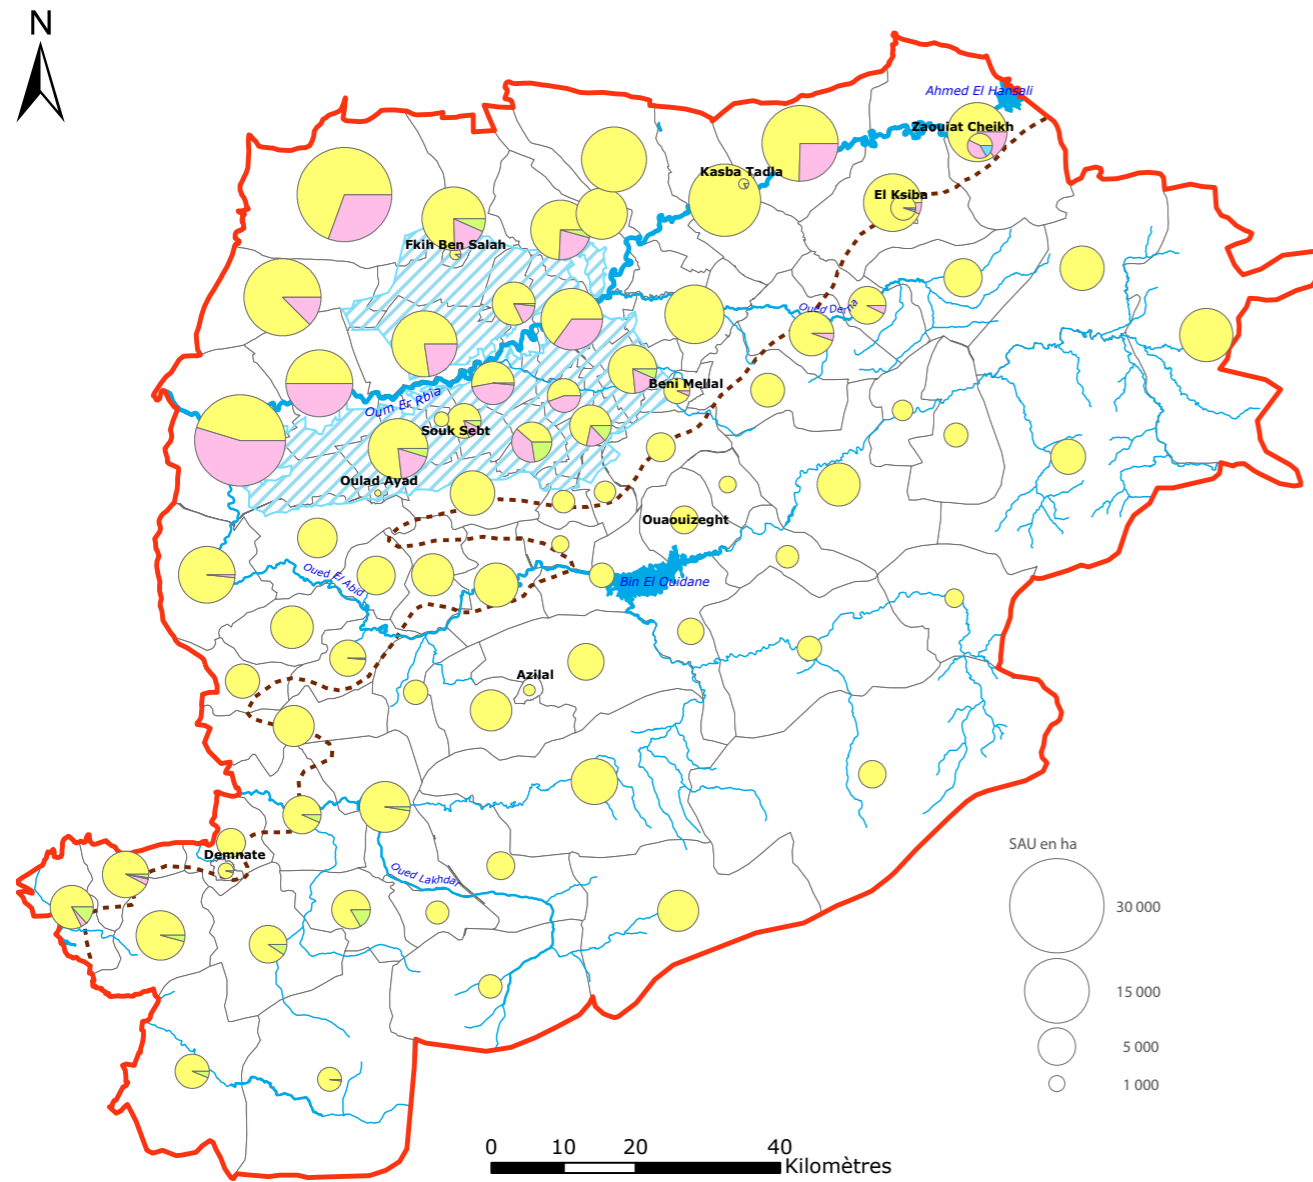 N
Ahmed El Hansali
Zaouiat Cheikh
Kasba Tadla
El Ksiba
Fkih Ben Salah
Oued Derna
Beni Mellal
Oum Er Rbia
Souk Sebt
Oulad Ayad
Ouaouizeght
Oued El Abid
Bin El Ouidane
Azilal
Demnate
Oued Lakhdar
SAU en ha
30 000
15 000
5 000
1 000
0 10 20 40
Kilomètres